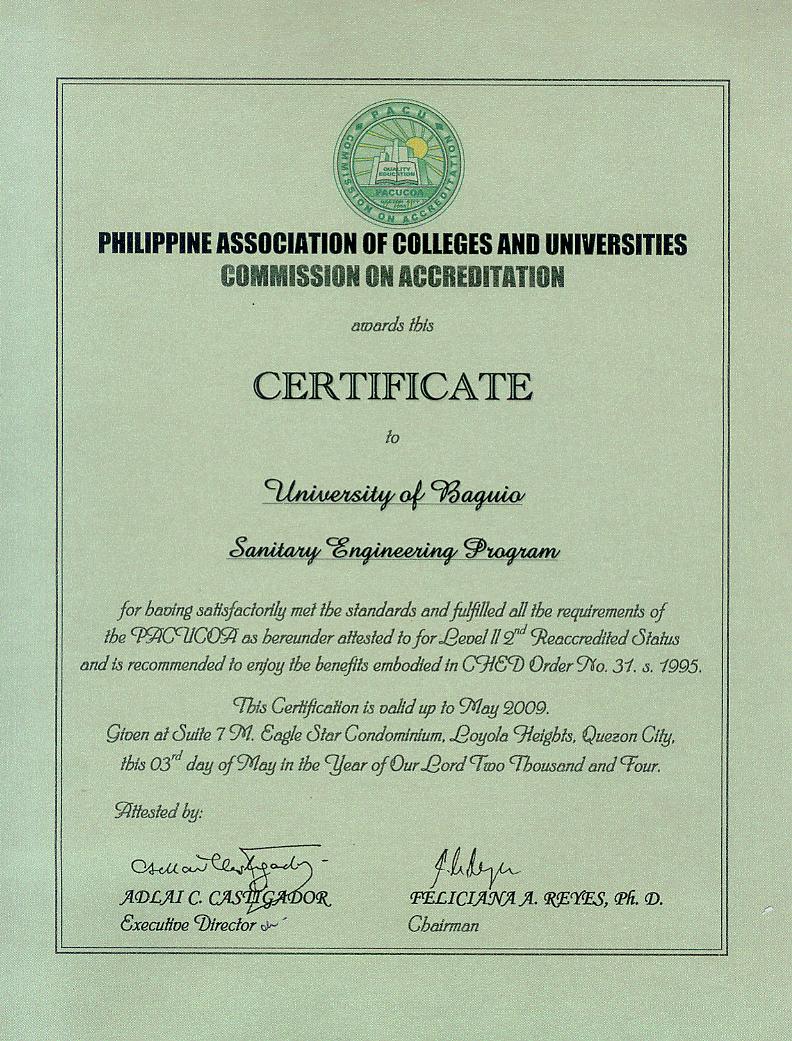 PACU
COMMISSION ON ACCREDITATION
QUALITY
EDUCATION
PACUCOA
PHILIPPINE ASSOCIATION OF COLLEGES AND UNIVERSITIES
COMMISSION ON ACCREDITATION
awards this
CERTIFICATE
to
University of Baguio
Sanitary Engineering Program
for having satisfactorily met the standards and fulfilled all the requirements of
the PACUCOA as hereunder attested to for Level II 2nd Reaccredited Status
and is recommended to enjoy the benefits embodied in CHED Order No. 31. s. 1995.
This Certification is valid up to May 2009.
Given at Suite 7 M. Eagle Star Condominium, Loyola Heights, Quezon City,
this 03rd day of May in the Year of Our Lord Two Thousand and Four.
Attested by:
ADLAI C. CASTIGADOR
FELICIANA A. REYES, Ph. D.
Executive Director
Chairman